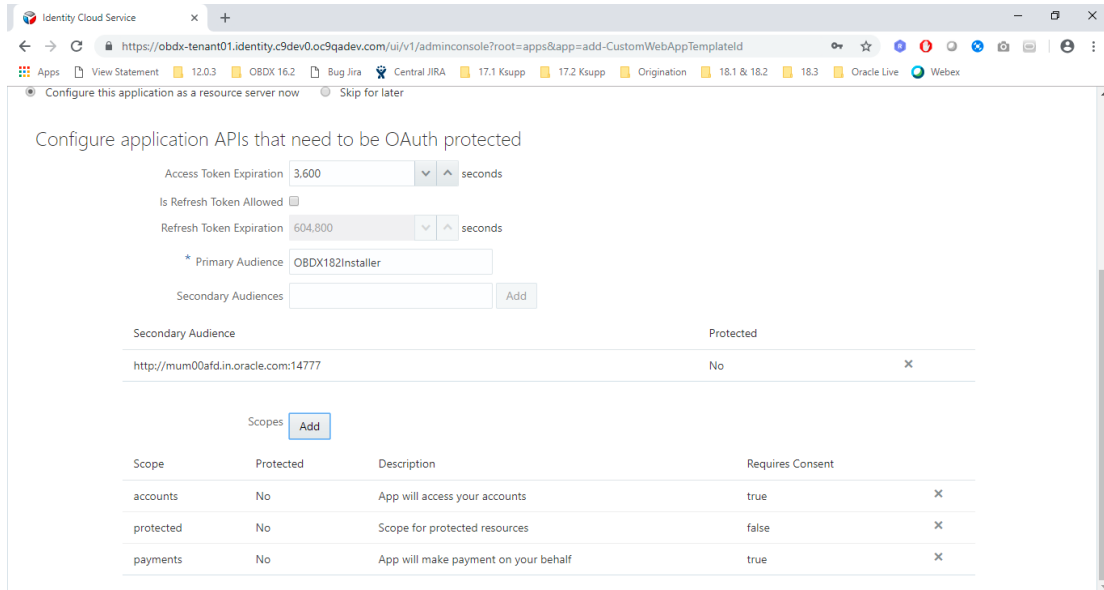 Identity Cloud Service
https://obdx-tenant01.identity.c9dev0.oc9qadev.com/ui/v1/adminconsole?root=apps&app=add-CustomWebAppTemplateId
Apps View Statement 12.0.3 OBDX 16.2 Bug Jira Central JIRA 17.1 Ksupp 17.2 Ksupp Origination 18.1 & 18.2 18.3 Oracle Live Webex
Configure this application as a resource server now Skip for later
Configure application APIs that need to be OAuth protected
Access Token Expiration 3,600 seconds
Is Refresh Token Allowed
Refresh Token Expiration 604,800 seconds
* Primary Audience OBDX182Installer
Secondary Audiences Add
Secondary Audience Protected
http://mum00afd.in.oracle.com:14777 No
Scopes Add
Scope Protected Description Requires Consent
accounts No App will access your accounts true
protected No Scope for protected resources false
payments No App will make payment on your behalf true